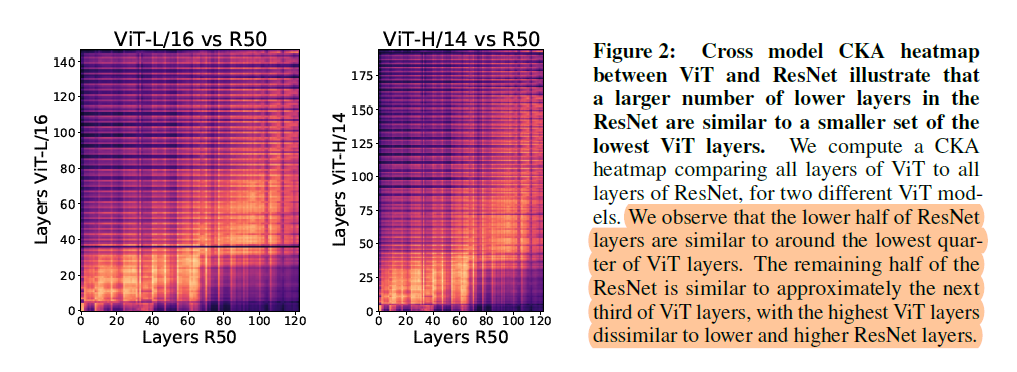 ViT-L/16 vs R50
Layers ViT-L/16
140
120
100
80
60
40
20
0
0 20 40 60 80 100 120
Layers R50
ViT-H/14 vs R50
Layers ViT-H/14
175
150
125
100
75
50
25
0
0 20 40 60 80 100 120
Layers R50
Figure 2: Cross model CKA heatmap
between ViT and ResNet illustrate that
a larger number of lower layers in the
ResNet are similar to a smaller set of the
lowest ViT layers. We compute a CKA
heatmap comparing all layers of ViT to all
layers of ResNet, for two different ViT mod-
els. We observe that the lower half of ResNet
layers are similar to around the lowest quar-
ter of ViT layers. The remaining half of the
ResNet is similar to approximately the next
third of ViT layers, with the highest ViT layers
dissimilar to lower and higher ResNet layers.